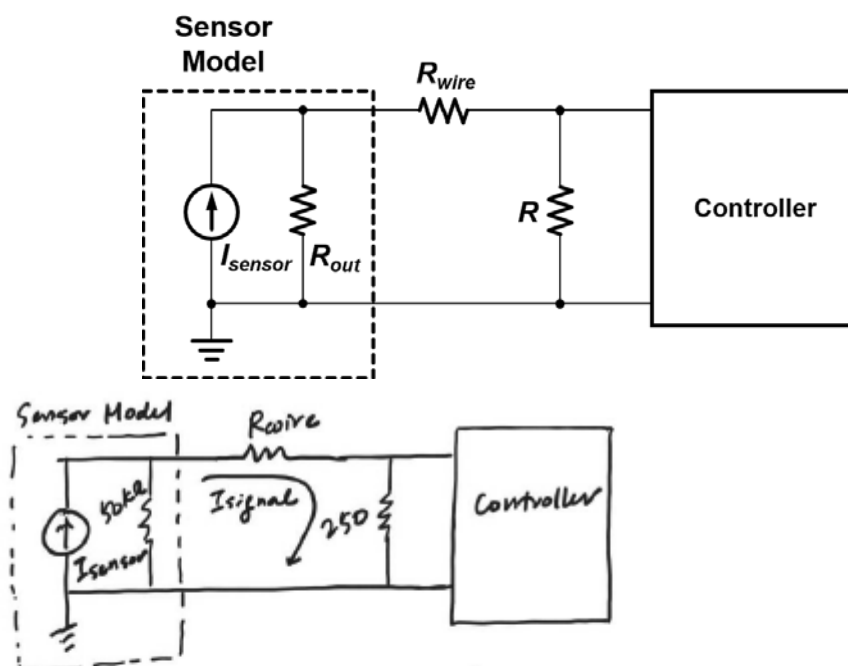 Sensor
Model
R_wire
I_sensor
R_out
R
Controller
Sensor Model
Rwire
50kΩ
Isignal
250
Isensor
Controller